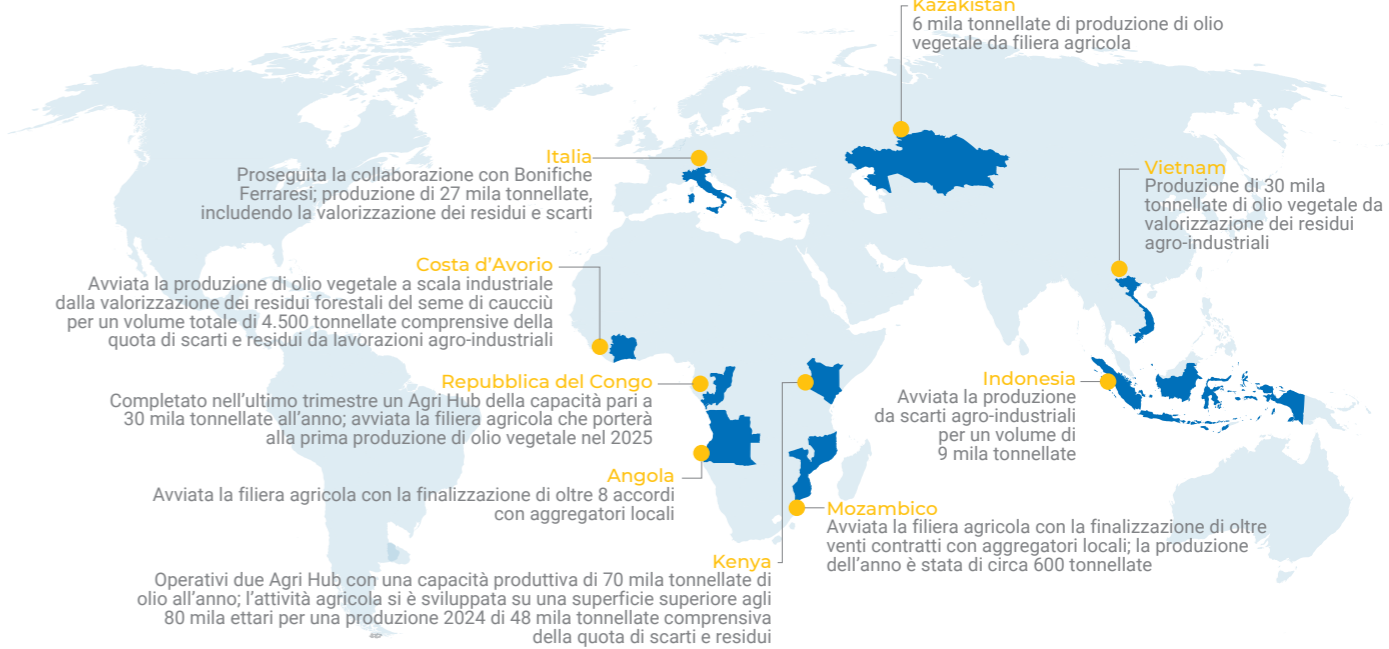 Kazakistan
6 mila tonnellate di produzione di olio
vegetale da filiera agricola
Italia
Proseguita la collaborazione con Bonifiche
Ferraresi; produzione di 27 mila tonnellate,
includendo la valorizzazione dei residui e scarti
Vietnam
Produzione di 30 mila
tonnellate di olio vegetale da
valorizzazione dei residui
agro-industriali
Costa d’Avorio
Avviata la produzione di olio vegetale a scala industriale
dalla valorizzazione dei residui forestali del seme di caucciù
per un volume totale di 4.500 tonnellate comprensive della
quota di scarti e residui da lavorazioni agro-industriali
Repubblica del Congo
Completato nell’ultimo trimestre un Agri Hub della capacità pari a
30 mila tonnellate all’anno; avviata la filiera agricola che porterà
alla prima produzione di olio vegetale nel 2025
Indonesia
Avviata la produzione
da scarti agro-industriali
per un volume di
9 mila tonnellate
Angola
Avviata la filiera agricola con la finalizzazione di oltre 8 accordi
con aggregatori locali
Mozambico
Avviata la filiera agricola con la finalizzazione di oltre
venti contratti con aggregatori locali; la produzione
dell’anno è stata di circa 600 tonnellate
Kenya
Operativi due Agri Hub con una capacità produttiva di 70 mila tonnellate di
olio all’anno; l’attività agricola si è sviluppata su una superficie superiore agli
80 mila ettari per una produzione 2024 di 48 mila tonnellate comprensiva
della quota di scarti e residui